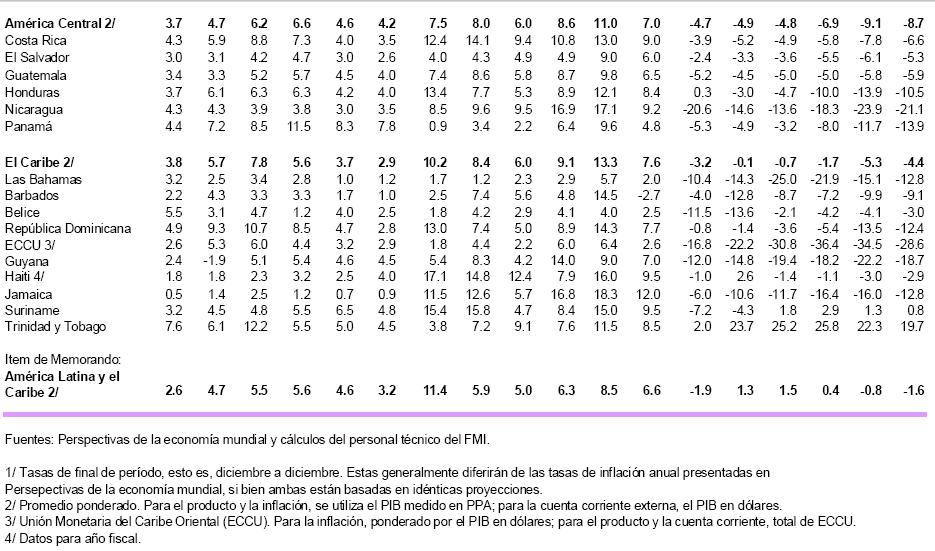 América Central 2/ 3.7 4.7 6.2 6.6 4.6 4.2 7.5 8.0 6.0 8.6 11.0 7.0 -4.7 -4.9 -4.8 -6.9 -9.1 -8.7
Costa Rica 4.3 5.9 8.8 7.3 4.0 3.5 12.4 14.1 9.4 10.8 13.0 9.0 -3.9 -5.2 -4.9 -5.8 -7.8 -6.6
El Salvador 3.0 3.1 4.2 4.7 3.0 2.6 4.0 4.3 4.9 4.9 9.0 6.0 -2.4 -3.3 -3.6 -5.5 -6.1 -5.3
Guatemala 3.4 3.3 5.2 5.7 4.5 4.0 7.4 8.6 5.8 8.7 9.8 6.5 -5.2 -4.5 -5.0 -5.0 -5.8 -5.9
Honduras 3.7 6.1 6.3 6.3 4.2 4.0 13.4 7.7 5.3 8.9 12.1 8.4 0.3 -3.0 -4.7 -10.0 -13.9 -10.5
Nicaragua 4.3 4.3 3.9 3.8 3.0 3.5 8.5 9.6 9.5 16.9 17.1 9.2 -20.6 -14.6 -13.6 -18.3 -23.9 -21.1
Panamá 4.4 7.2 8.5 11.5 8.3 7.8 0.9 3.4 2.2 6.4 9.6 4.8 -5.3 -4.9 -3.2 -8.0 -11.7 -13.9
El Caribe 2/ 3.8 5.7 7.8 5.6 3.7 2.9 10.2 8.4 6.0 9.1 13.3 7.6 -3.2 -0.1 -0.7 -1.7 -5.3 -4.4
Las Bahamas 3.2 2.5 3.4 2.8 1.0 1.2 1.7 1.2 2.3 2.9 5.7 2.0 -10.4 -14.3 -25.0 -21.9 -15.1 -12.8
Barbados 2.2 4.3 3.3 3.3 1.7 1.0 2.5 7.4 5.6 4.8 14.5 -2.7 -4.0 -12.8 -8.7 -7.2 -9.9 -9.1
Belice 5.5 3.1 4.7 1.2 4.0 2.5 1.8 4.2 2.9 4.1 4.0 2.5 -11.5 -13.6 -2.1 -4.2 -4.1 -3.0
República Dominicana 4.9 9.3 10.7 8.5 4.7 2.8 13.0 7.4 5.0 8.9 14.3 7.7 -0.8 -1.4 -3.6 -5.4 -13.5 -12.4
ECCU 3/ 2.6 5.3 6.0 4.4 3.2 2.9 1.8 4.4 2.2 6.0 6.4 2.6 -16.8 -22.2 -30.8 -36.4 -34.5 -28.6
Guyana 2.4 -1.9 5.1 5.4 4.6 4.5 5.4 8.3 4.2 14.0 9.0 7.0 -12.0 -14.8 -19.4 -18.2 -22.2 -18.7
Haiti 4/ 1.8 1.8 2.3 3.2 2.5 4.0 17.1 14.8 12.4 7.9 16.0 9.5 -1.0 2.6 -1.4 -1.1 -3.0 -2.9
Jamaica 0.5 1.4 2.5 1.2 0.7 0.9 11.5 12.6 5.7 16.8 18.3 12.0 -6.0 -10.6 -11.7 -16.4 -16.0 -12.8
Suriname 3.2 4.5 4.8 5.5 6.5 4.8 15.4 15.8 4.7 8.4 15.0 9.5 -7.2 -4.3 1.8 2.9 1.3 0.8
Trinidad y Tobago 7.6 6.1 12.2 5.5 5.0 4.5 3.8 7.2 9.1 7.6 11.5 8.5 2.0 23.7 25.2 25.8 22.3 19.7
Item de Memorando:
América Latina y el
Caribe 2/ 2.6 4.7 5.5 5.6 4.6 3.2 11.4 5.9 5.0 6.3 8.5 6.6 -1.9 1.3 1.5 0.4 -0.8 -1.6
Fuentes: Perspectivas de la economía mundial y cálculos del personal técnico del FMI.
1/ Tasas de final de período, esto es, diciembre a diciembre. Estas generalmente diferirán de las tasas de inflación anual presentadas en
Persepectivas de la economía mundial, si bien ambas están basadas en idénticas proyecciones.
2/ Promedio ponderado. Para el producto y la inflación, se utiliza el PIB medido en PPA; para la cuenta corriente externa, el PIB en dólares.
3/ Unión Monetaria del Caribe Oriental (ECCU). Para la inflación, ponderado por el PIB en dólares; para el producto y la cuenta corriente, total de ECCU.
4/ Datos para año fiscal.